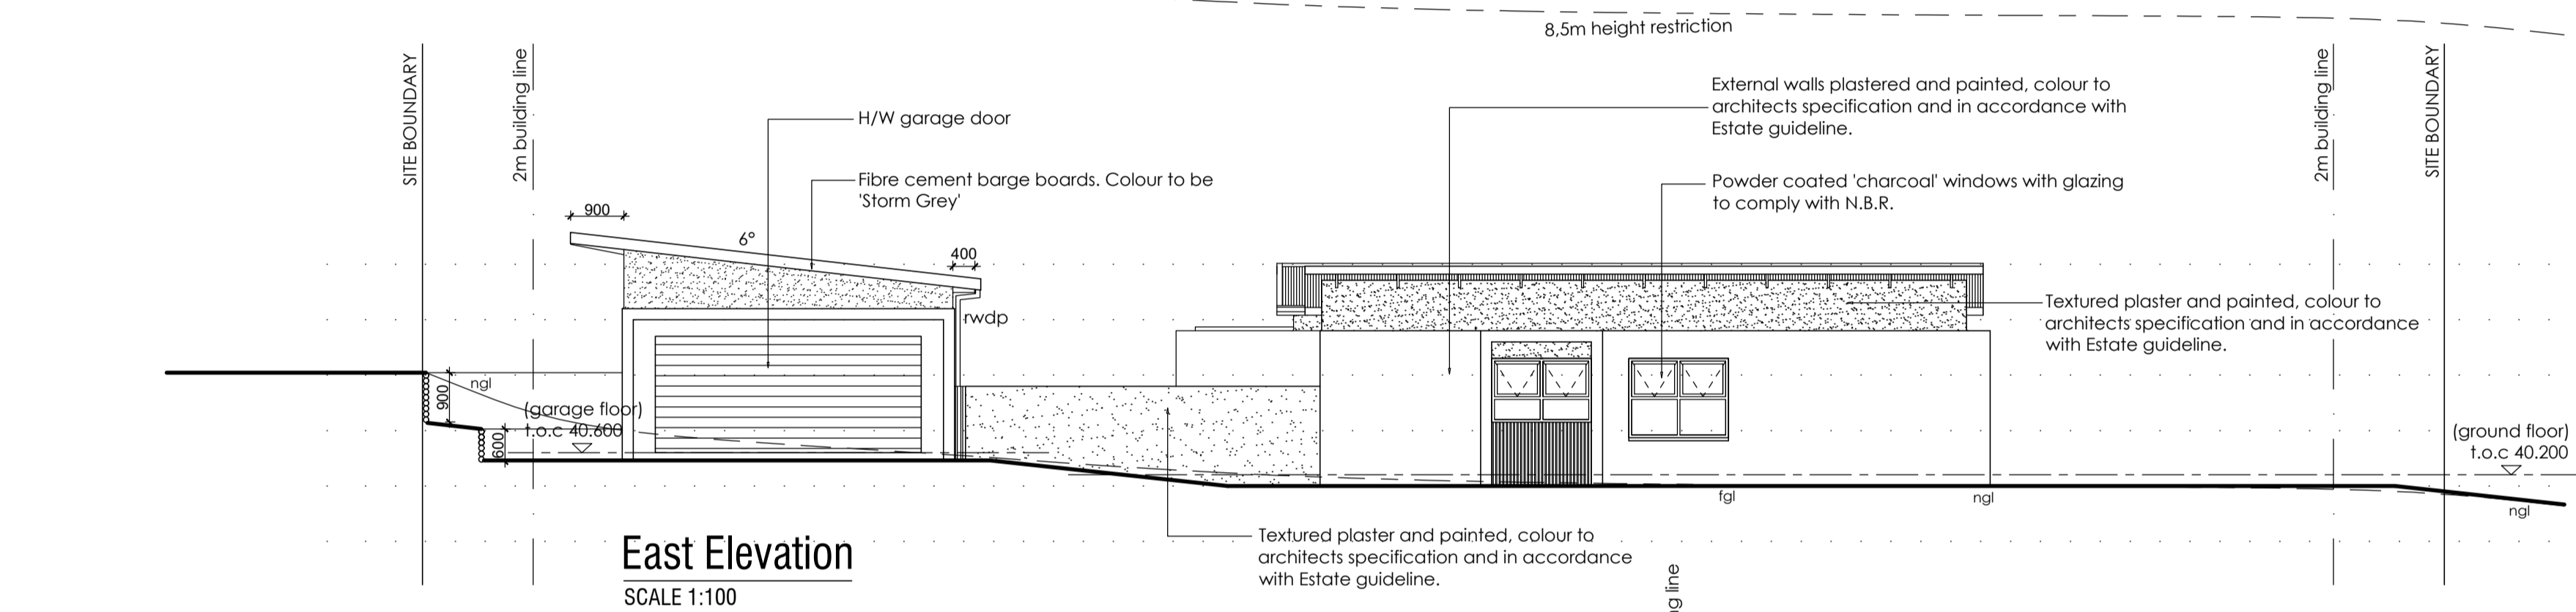 8,5m height restriction
SITE BOUNDARY
2m building line
H/W garage door
Fibre cement barge boards. Colour to be
'Storm Grey'
External walls plastered and painted, colour to
architects specification and in accordance with
Estate guideline.
Powder coated 'charcoal' windows with glazing
to comply with N.B.R.
2m building line
SITE BOUNDARY
900
6°
400
rwdp
Textured plaster and painted, colour to
architects specification and in accordance
with Estate guideline.
ngl
900
(garage floor)
t.o.c 40.600
600
(ground floor)
t.o.c 40.200
fgl
ngl
ngl
East Elevation
SCALE 1:100
Textured plaster and painted, colour to
architects specification and in accordance
with Estate guideline.
g line